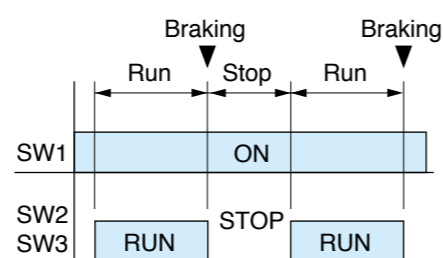 Braking Braking
Run Stop Run
SW1 ON
SW2 STOP
SW3 RUN RUN